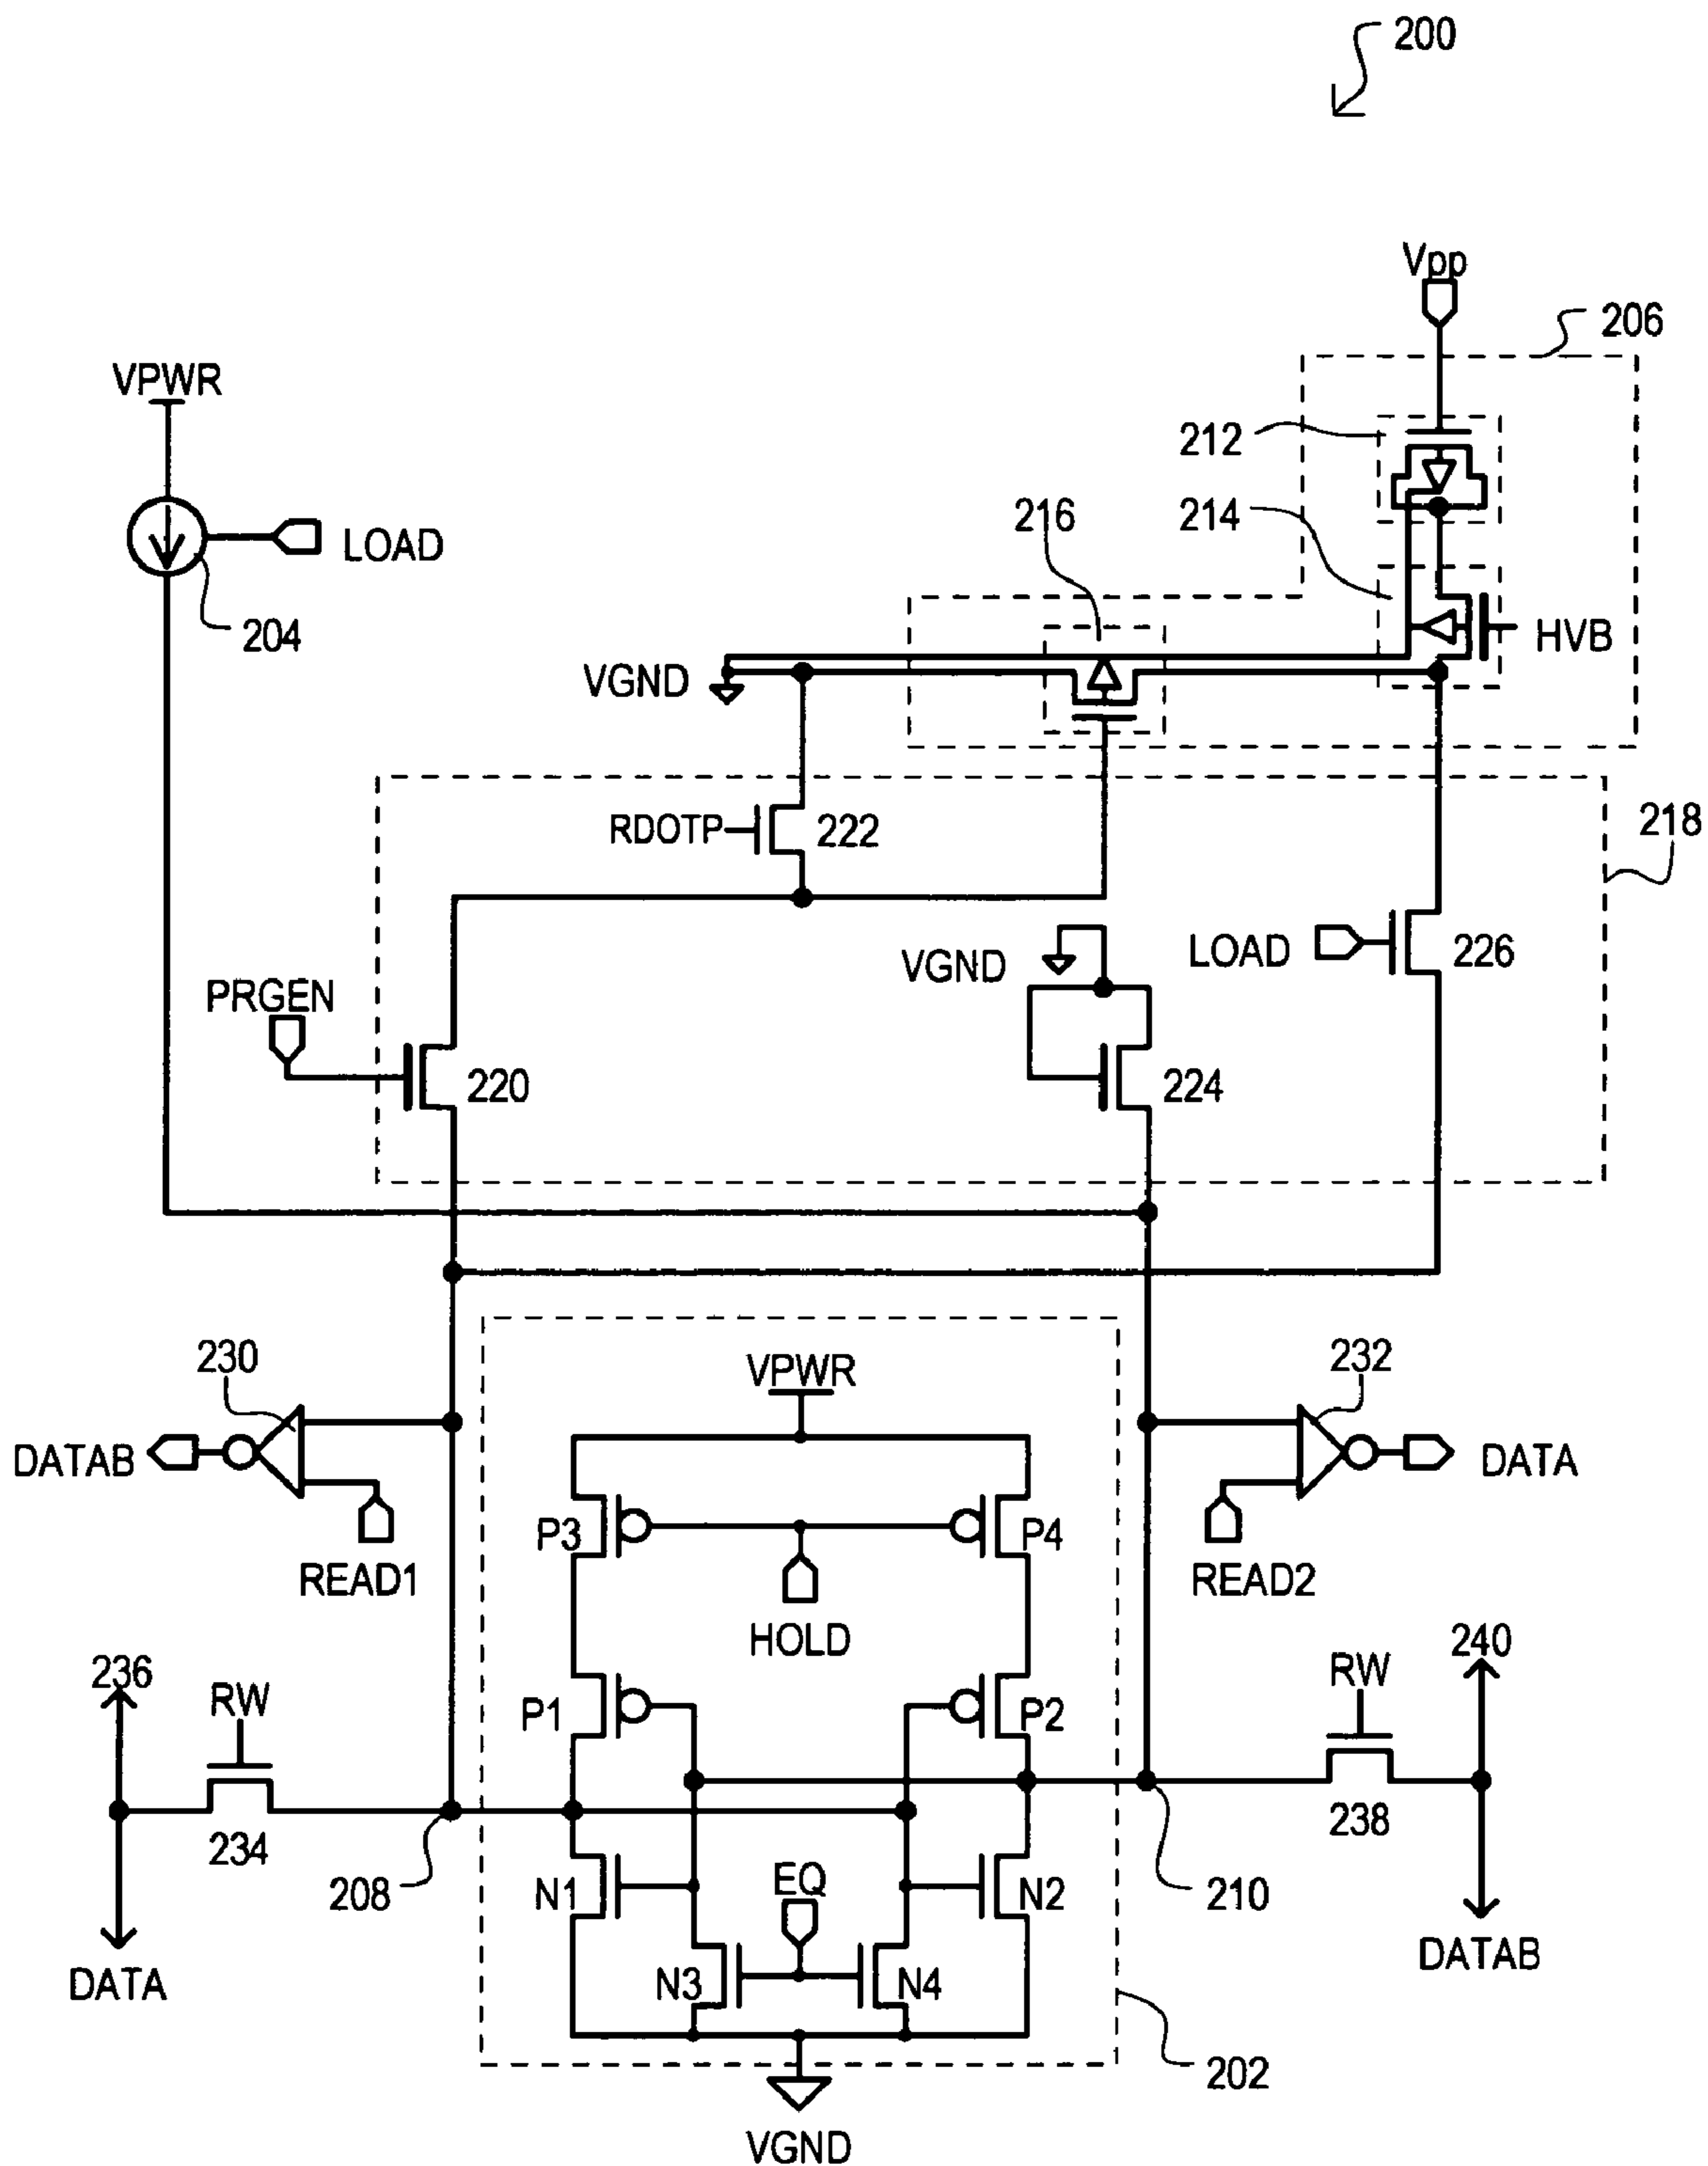 200
Vpp
206
VPWR
212
214
216
LOAD
204
HVB
VGND
RDOTP
222
218
VGND
LOAD
226
PRGEN
220
224
230
VPWR
232
DATAB
DATA
P3
P4
READ1
READ2
HOLD
236
RW
240
RW
P1
P2
234
238
208
N1
EQ
N2
210
N3
N4
DATA
DATAB
202
VGND